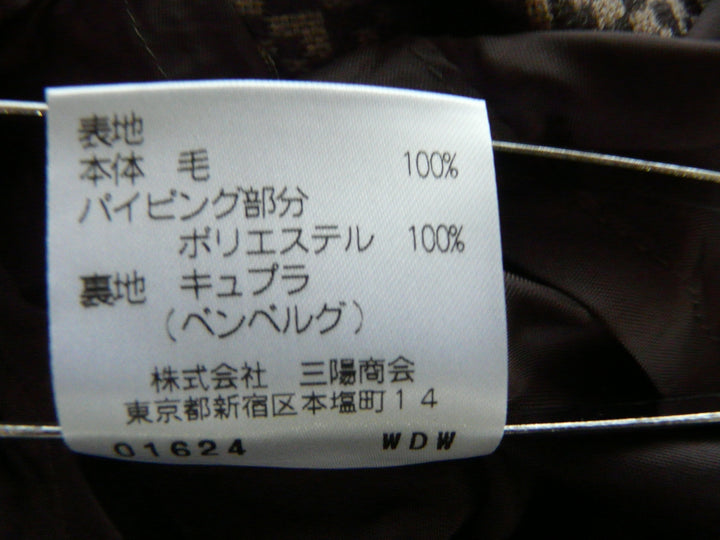 表地
本体 毛 100%
パイピング部分
ポリエステル 100%
裏地 キュプラ
(ベンベルグ)
株式会社 三陽商会
東京都新宿区本塩町14
01624 WDW